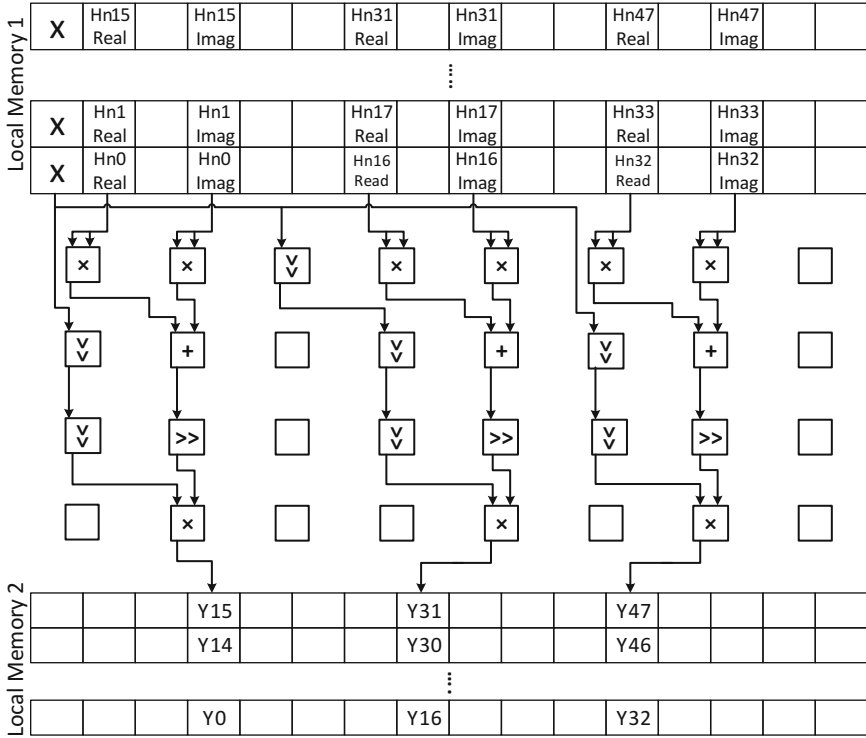 Local Memory 1
X Hn15 Real Hn15 Imag Hn31 Real Hn31 Imag Hn47 Real Hn47 Imag
.....
X Hn1 Real Hn1 Imag Hn17 Real Hn17 Imag Hn33 Real Hn33 Imag
X Hn0 Real Hn0 Imag Hn16 Read Hn16 Imag Hn32 Read Hn32 Imag
× × >> × × × ×
>> + >> + >> +
>> >> >> >> >> >>
× × ×
Local Memory 2
Y15 Y31 Y47
Y14 Y30 Y46
.....
Y0 Y16 Y32